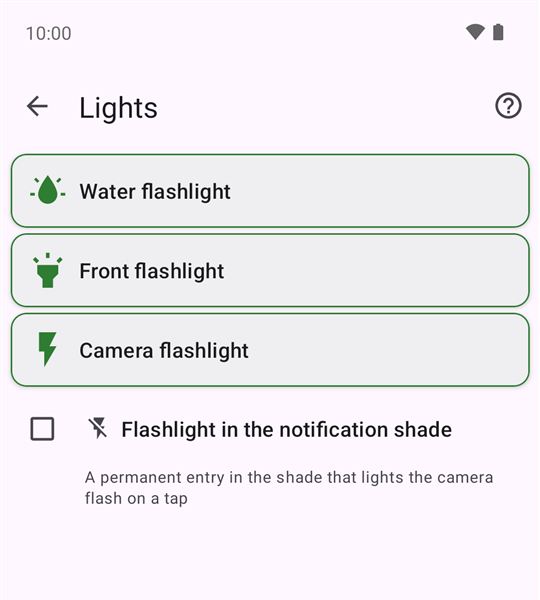 10:00
Lights
Water flashlight
Front flashlight
Camera flashlight
Flashlight in the notification shade
A permanent entry in the shade that lights the camera
flash on a tap